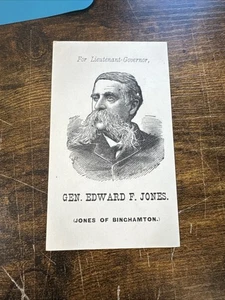 For Lieutenant-Governor,
GEN. EDWARD F. JONES.
(JONES OF BINGHAMTON.)